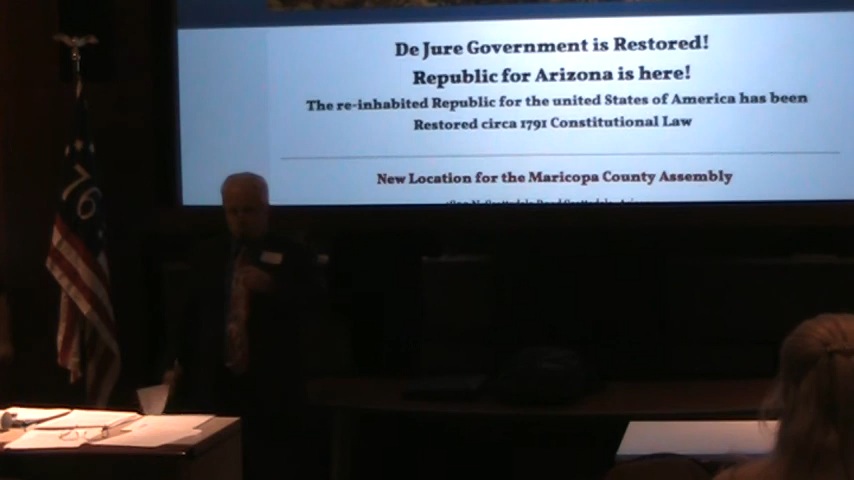 De Jure Government is Restored!
Republic for Arizona is here!
The re-inhabited Republic for the united States of America has been
Restored circa 1791 Constitutional Law
New Location for the Maricopa County Assembly
76